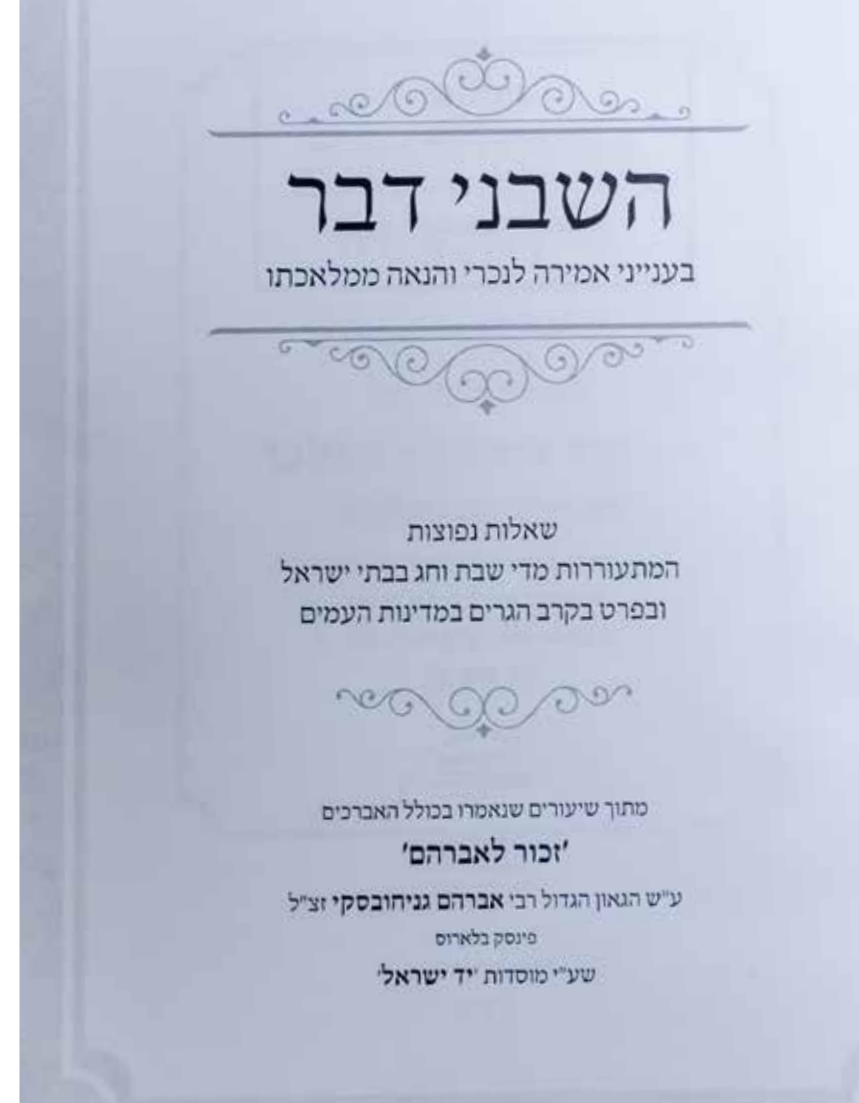 השבני דבר
בענייני אמירה לנכרי והנאה ממלאכתו
שאלות נפוצות
המתעוררות מדי שבת וחג בבתי ישראל
ובפרט בקרב הגרים במדינות העמים
מתוך שיעורים שנאמרו בכולל האברכים
'זכור לאברהם'
ע"ש הגאון הגדול רבי אברהם גניחובסקי זצ"ל
פינסק בלארוס
שע"י מוסדות 'יד ישראל'